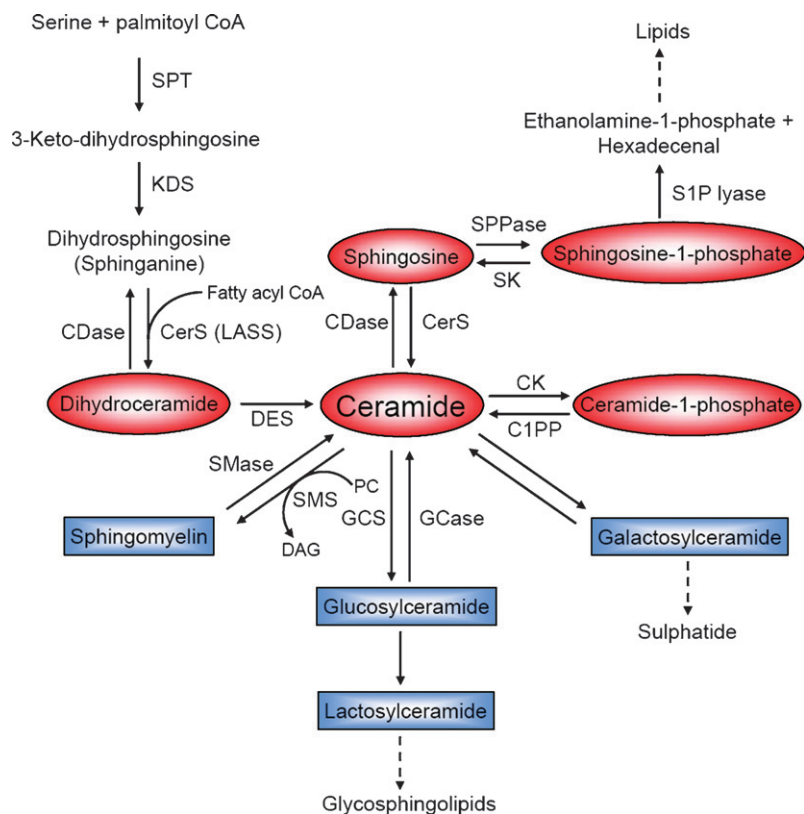 Serine + palmitoyl CoA
SPT
3-Keto-dihydrosphingosine
KDS
Dihydrosphingosine
(Sphinganine)
CDase
Fatty acyl CoA
CerS (LASS)
Dihydroceramide
DES
Lipids
Ethanolamine-1-phosphate +
Hexadecenal
S1P lyase
Sphingosine
SPPase
SK
Sphingosine-1-phosphate
CDase
CerS
Ceramide
CK
C1PP
Ceramide-1-phosphate
SMase
SMS
PC
DAG
Sphingomyelin
GCS
GCase
Galactosylceramide
Sulphatide
Glucosylceramide
Lactosylceramide
Glycosphingolipids